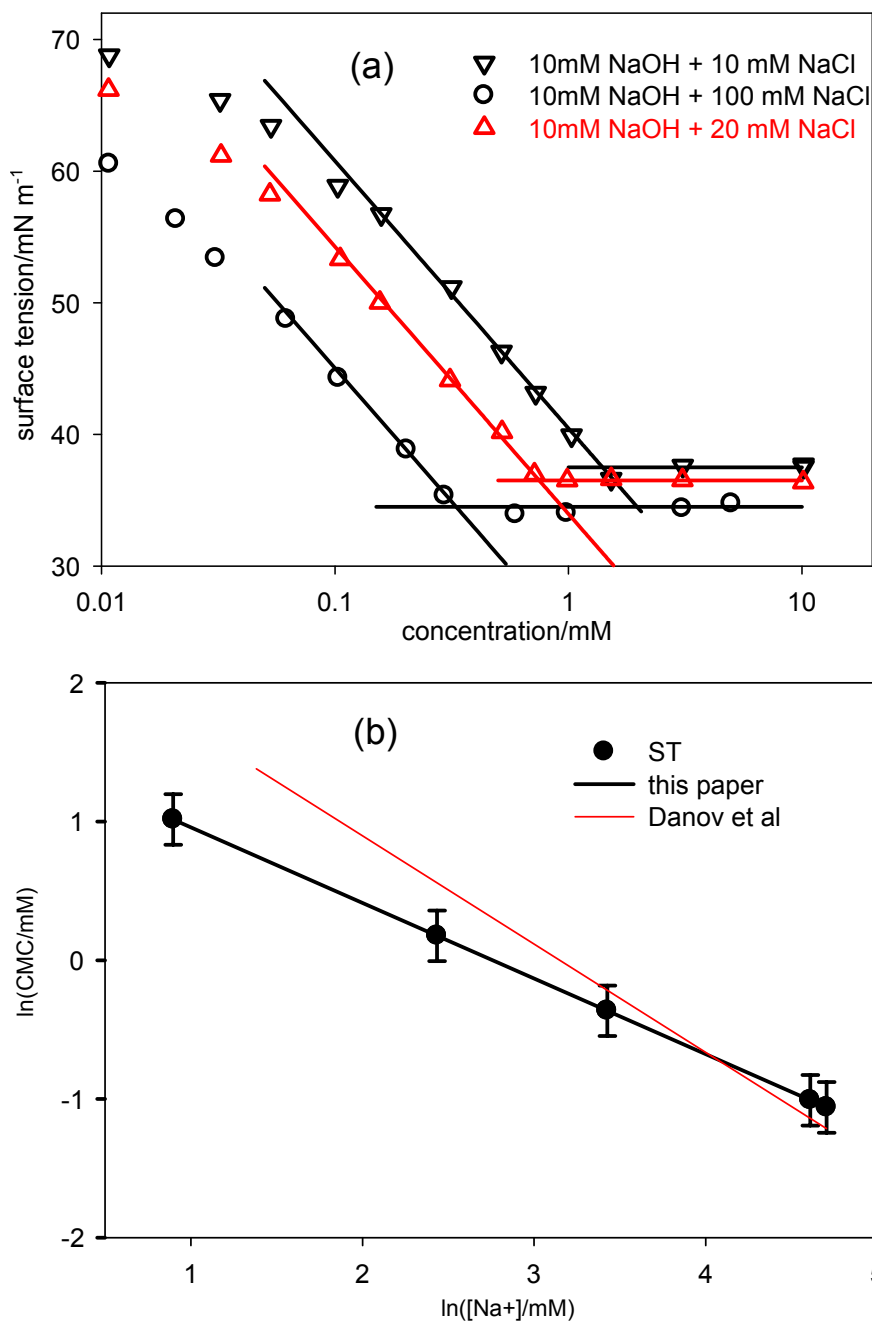 70
60
50
40
30
surface tension/mN m⁻¹
(a)
10mM NaOH + 10 mM NaCl
10mM NaOH + 100 mM NaCl
10mM NaOH + 20 mM NaCl
0.01
0.1
1
10
concentration/mM
2
1
0
-1
-2
ln(CMC/mM)
(b)
ST
this paper
Danov et al
1
2
3
4
5
ln([Na+]/mM)